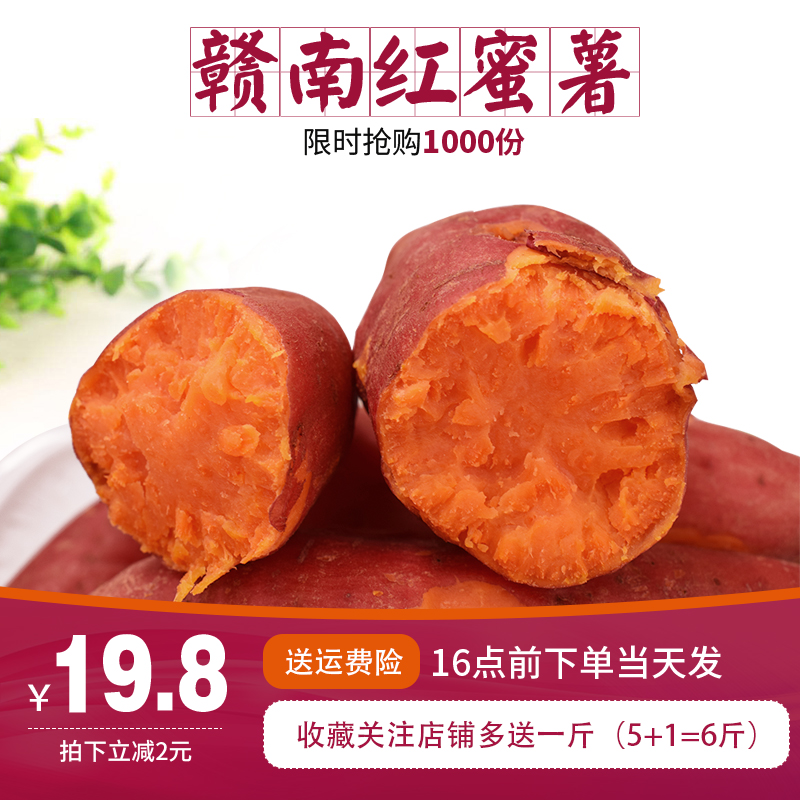 赣南红蜜薯
限时抢购1000份
¥19.8
拍下立减2元
送运费险
16点前下单当天发
收藏关注店铺多送一斤（5+1=6斤）